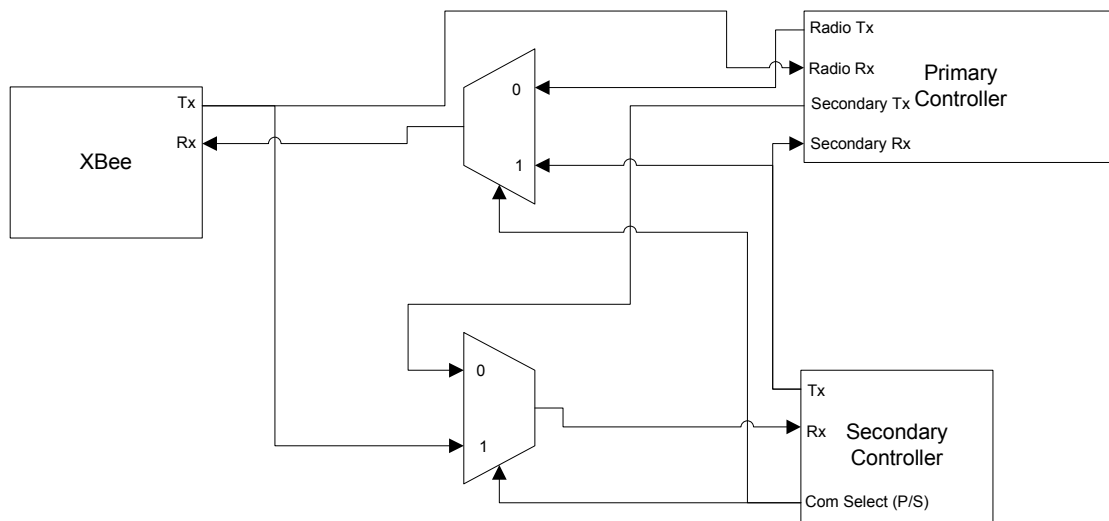 Radio Tx
Radio Rx
Primary
Controller
Secondary Tx
Secondary Rx
Tx
Rx
XBee
0
1
0
1
Tx
Rx
Secondary
Controller
Com Select (P/S)